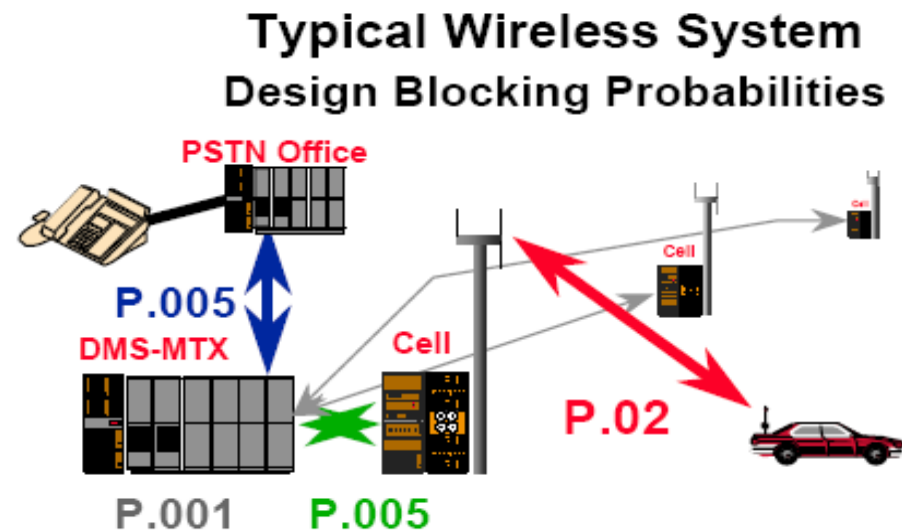 Typical Wireless System
Design Blocking Probabilities
PSTN Office
Cell
Cell
P.005
DMS-MTX
Cell
P.02
P.001
P.005